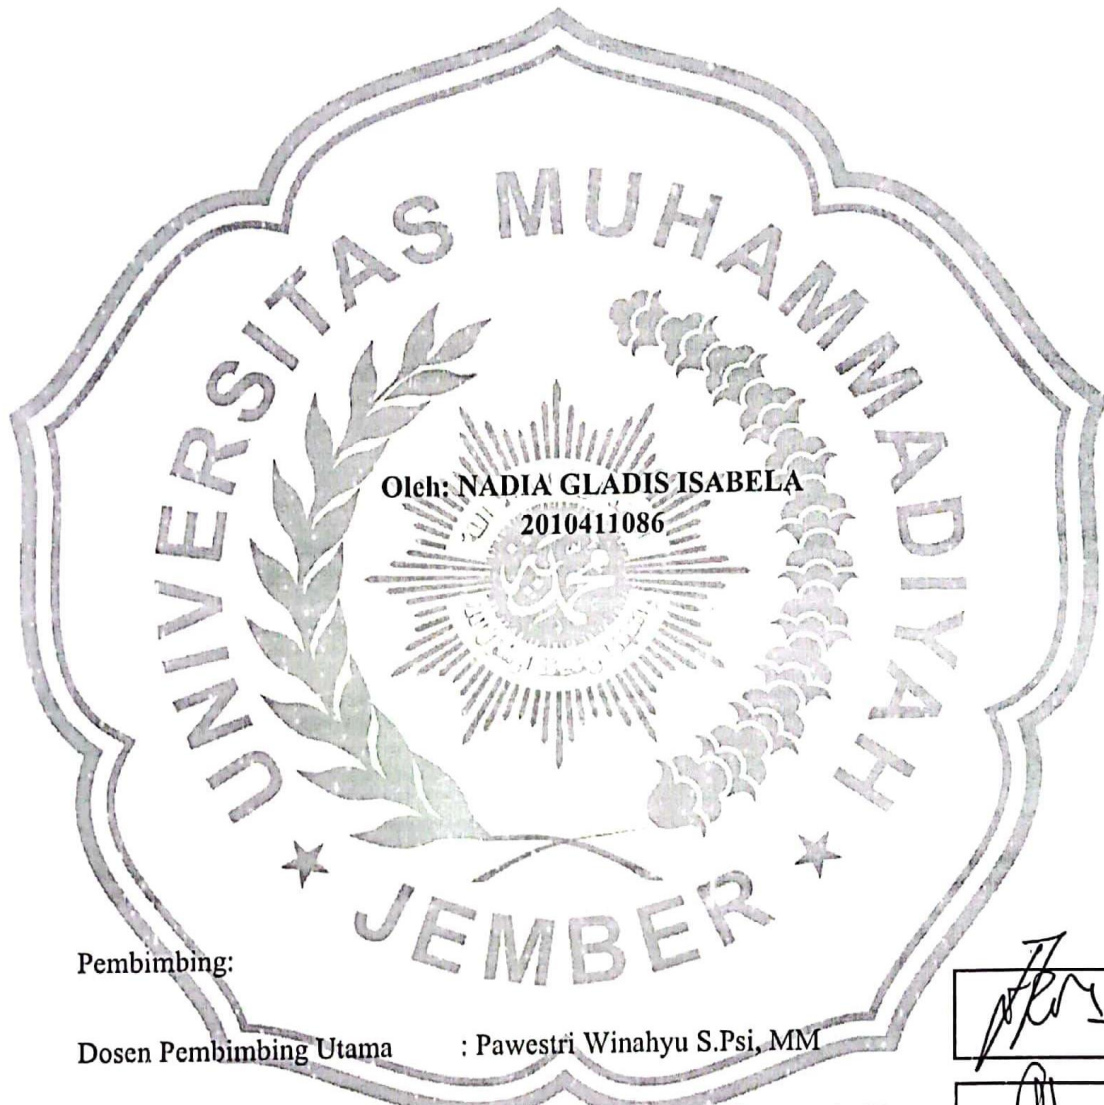 UNIVERSITAS MUHAMMADIYAH
JEMBER
Oleh: NADIA GLADIS ISABELA
2010411086
Pembimbing:
Dosen Pembimbing Utama : Pawestri Winahyu S.Psi, MM